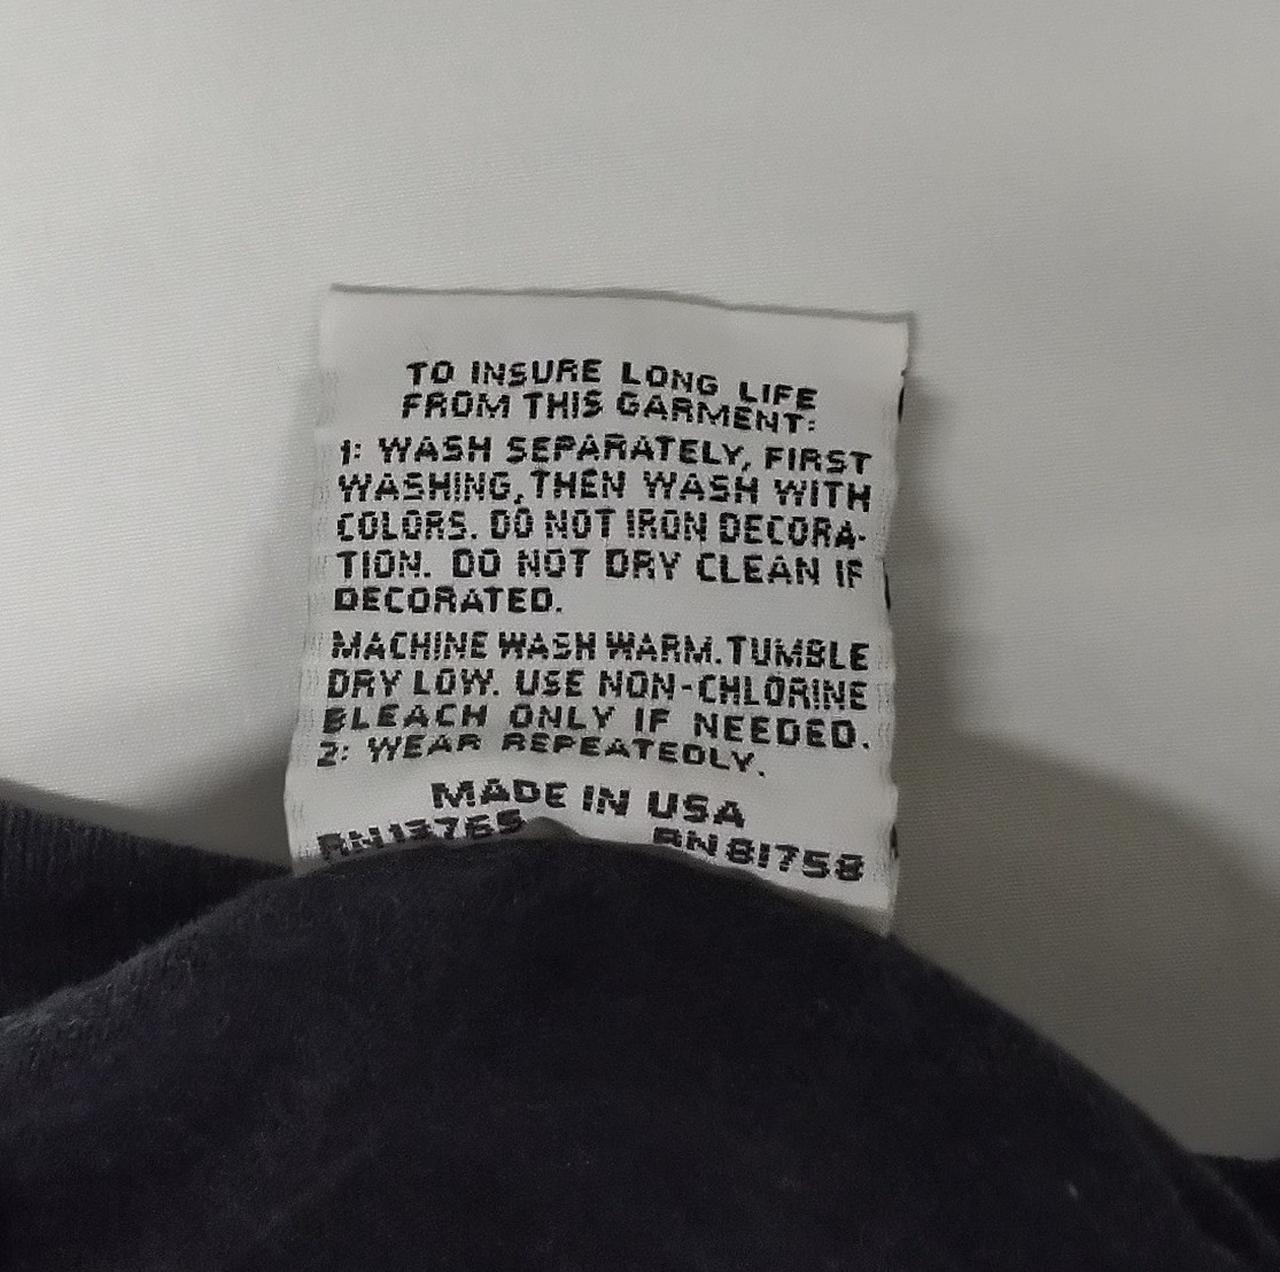 TO INSURE LONG LIFE
FROM THIS GARMENT:
1: WASH SEPARATELY, FIRST
WASHING, THEN WASH WITH
COLORS. DO NOT IRON DECORA-
TION. DO NOT DRY CLEAN IF
DECORATED.
MACHINE WASH WARM. TUMBLE
DRY LOW. USE NON-CHLORINE
BLEACH ONLY IF NEEDED.
2: WEAR REPEATEDLY.
MADE IN USA
RN13765 RN81758